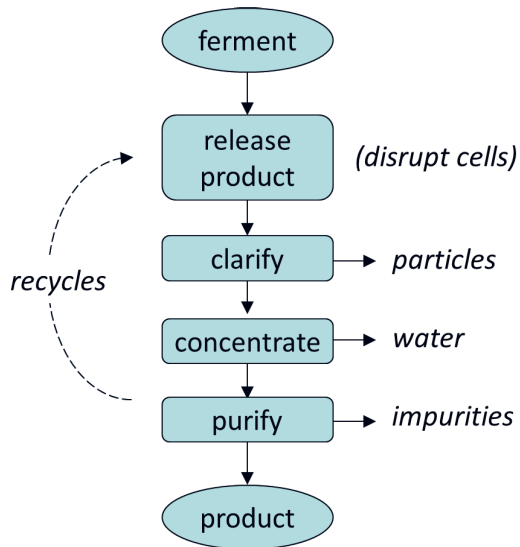 ferment
release
product
(disrupt cells)
clarify
particles
recycles
concentrate
water
purify
impurities
product